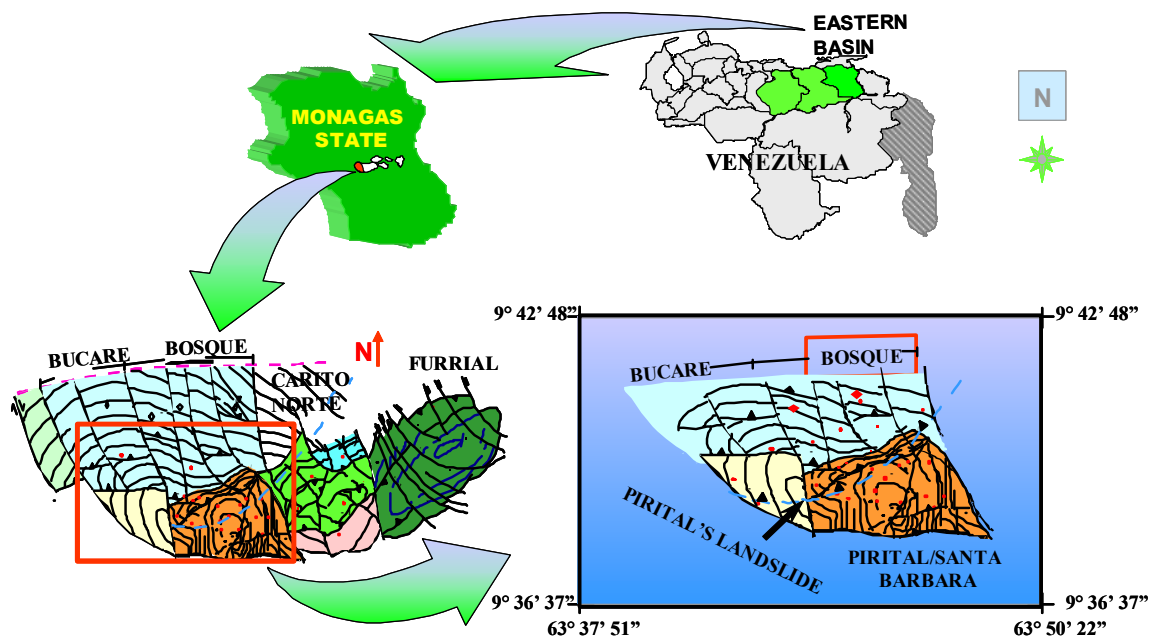 EASTERN
BASIN
N
MONAGAS
STATE
VENEZUELA
BUCARE
BOSQUE
N
FURRIAL
CARITO
NORTE
9° 42’ 48”
9° 42’ 48”
BOSQUE
BUCARE
PIRITAL’S LANDSLIDE
PIRITAL/SANTA
BARBARA
9° 36’ 37”
9° 36’ 37”
63° 37’ 51”
63° 50’ 22”